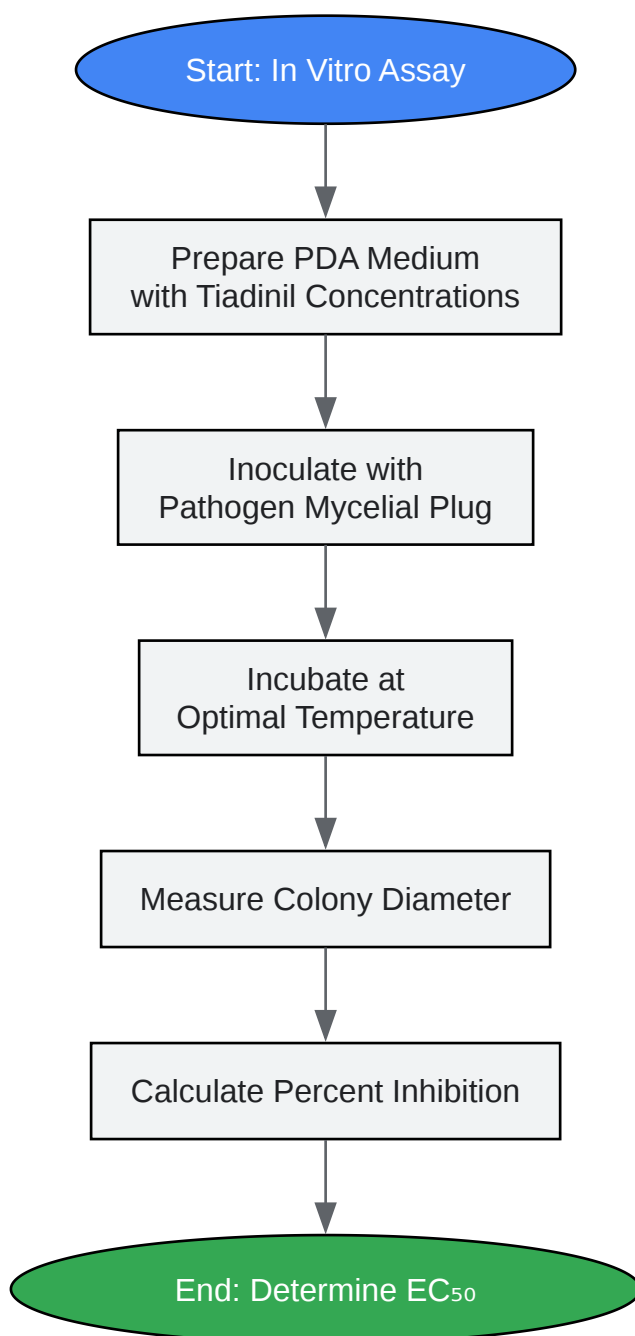 Start: In Vitro Assay
Prepare PDA Medium
with Tiadinil Concentrations
Inoculate with
Pathogen Mycelial Plug
Incubate at
Optimal Temperature
Measure Colony Diameter
Calculate Percent Inhibition
End: Determine EC₅₀